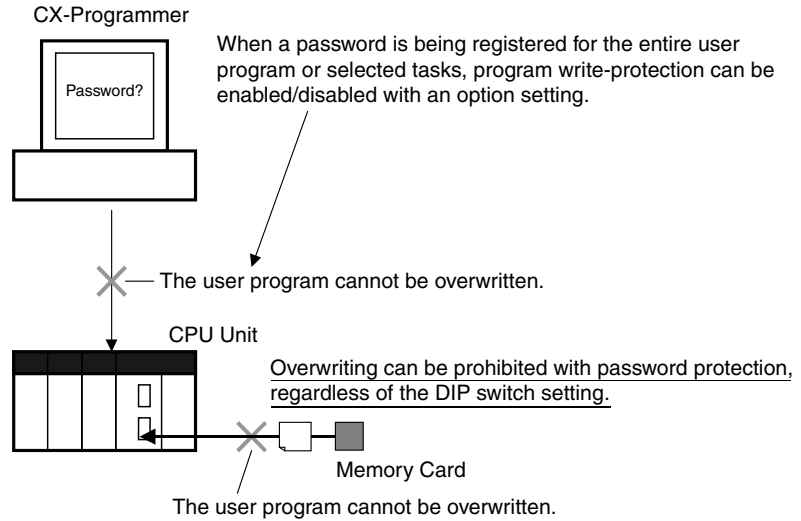 CX-Programmer
When a password is being registered for the entire user
program or selected tasks, program write-protection can be
enabled/disabled with an option setting.
Password?
The user program cannot be overwritten.
CPU Unit
Overwriting can be prohibited with password protection,
regardless of the DIP switch setting.
Memory Card
The user program cannot be overwritten.